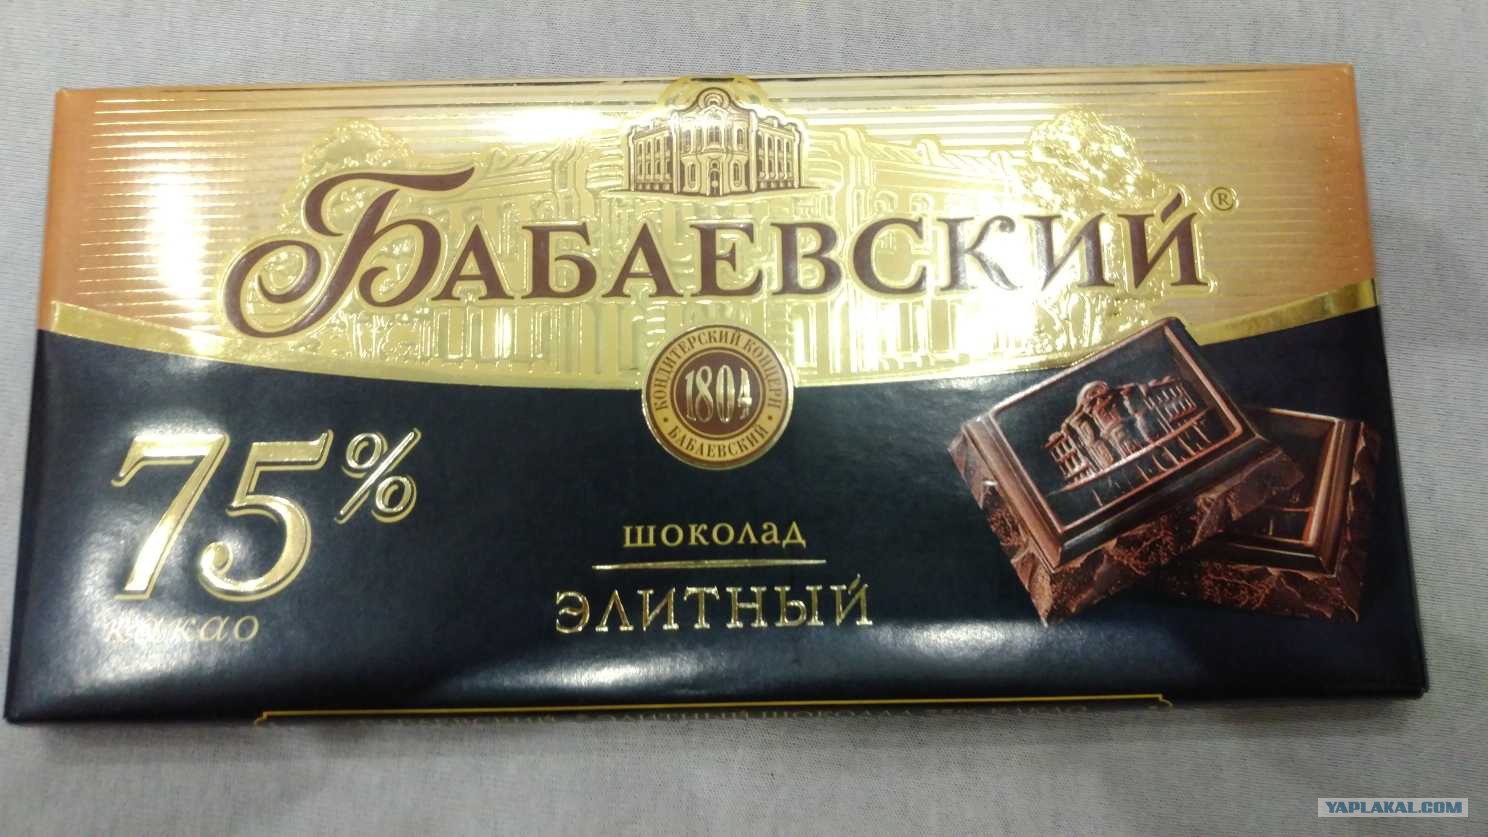 БАБАЕВСКИЙ®
КОНДИТЕРСКИЙ КОНЦЕРН
1804
• БАБАЕВСКИЙ •
75%
какао
шоколад
ЭЛИТНЫЙ
YAPLAKAL.COM